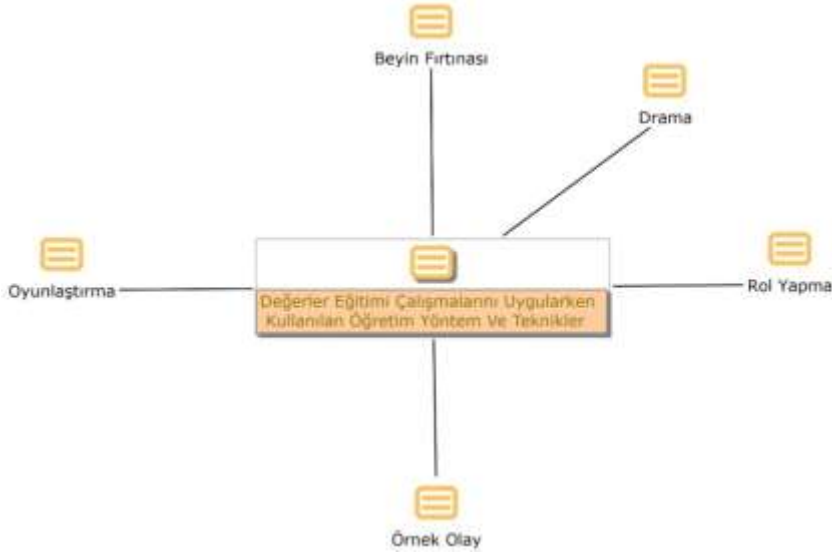 Beyin Fırtınası
Drama
Oyunlaştırma
Rol Yapma
Değerler Eğitimi Çalışmalarını Uygularken
Kullanılan Öğretim Yöntem Ve Teknikler
Örnek Olay